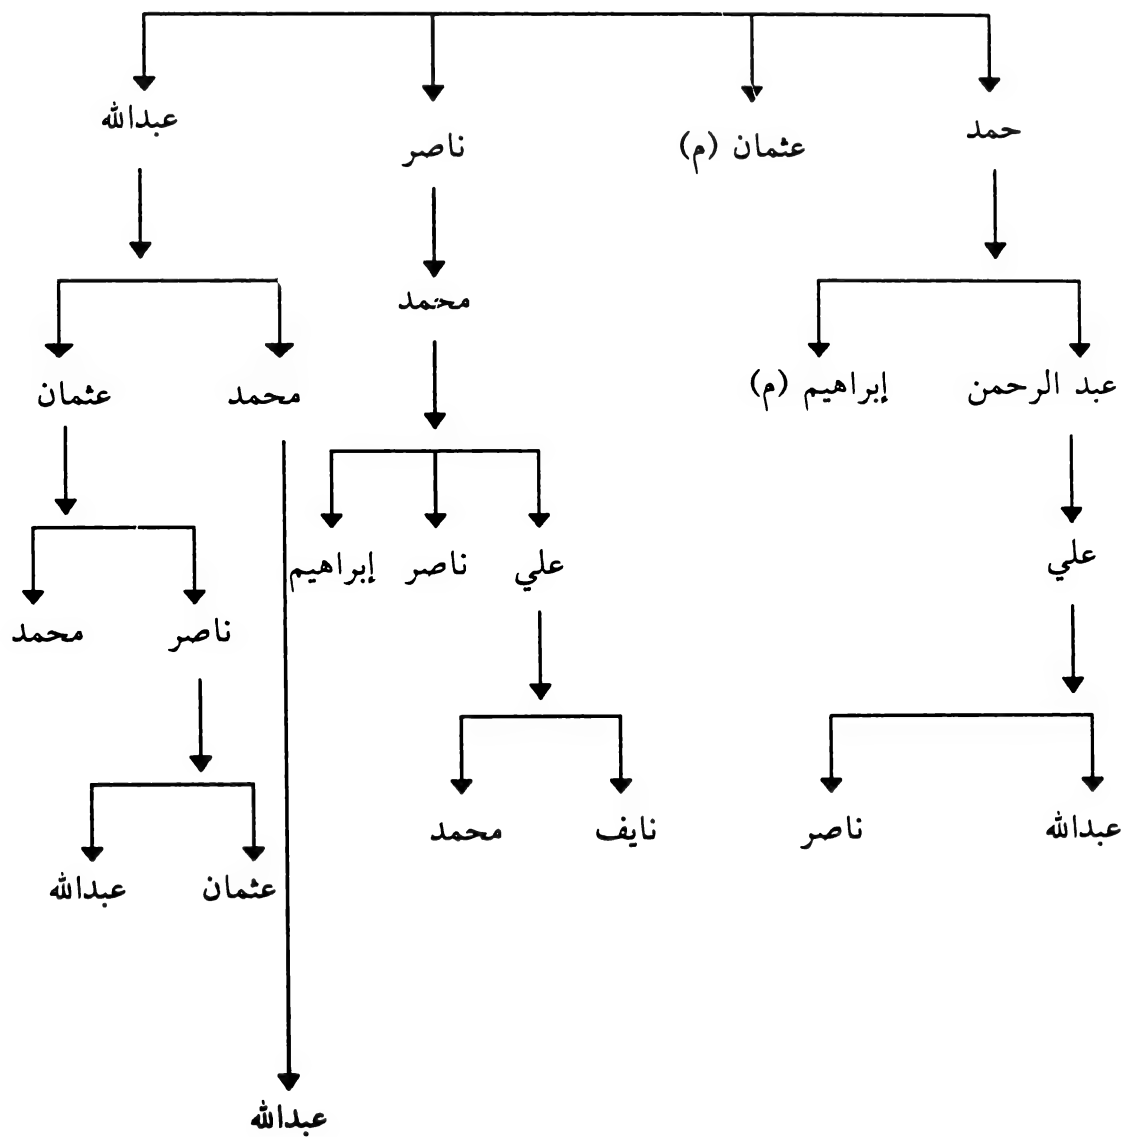 حمد
عثمان (م)
ناصر
عبدالله
محمد
عبد الرحمن
إبراهيم (م)
محمد
عثمان
علي
علي
ناصر
إبراهيم
ناصر
محمد
عبدالله
ناصر
نايف
محمد
عثمان
عبدالله
عبدالله